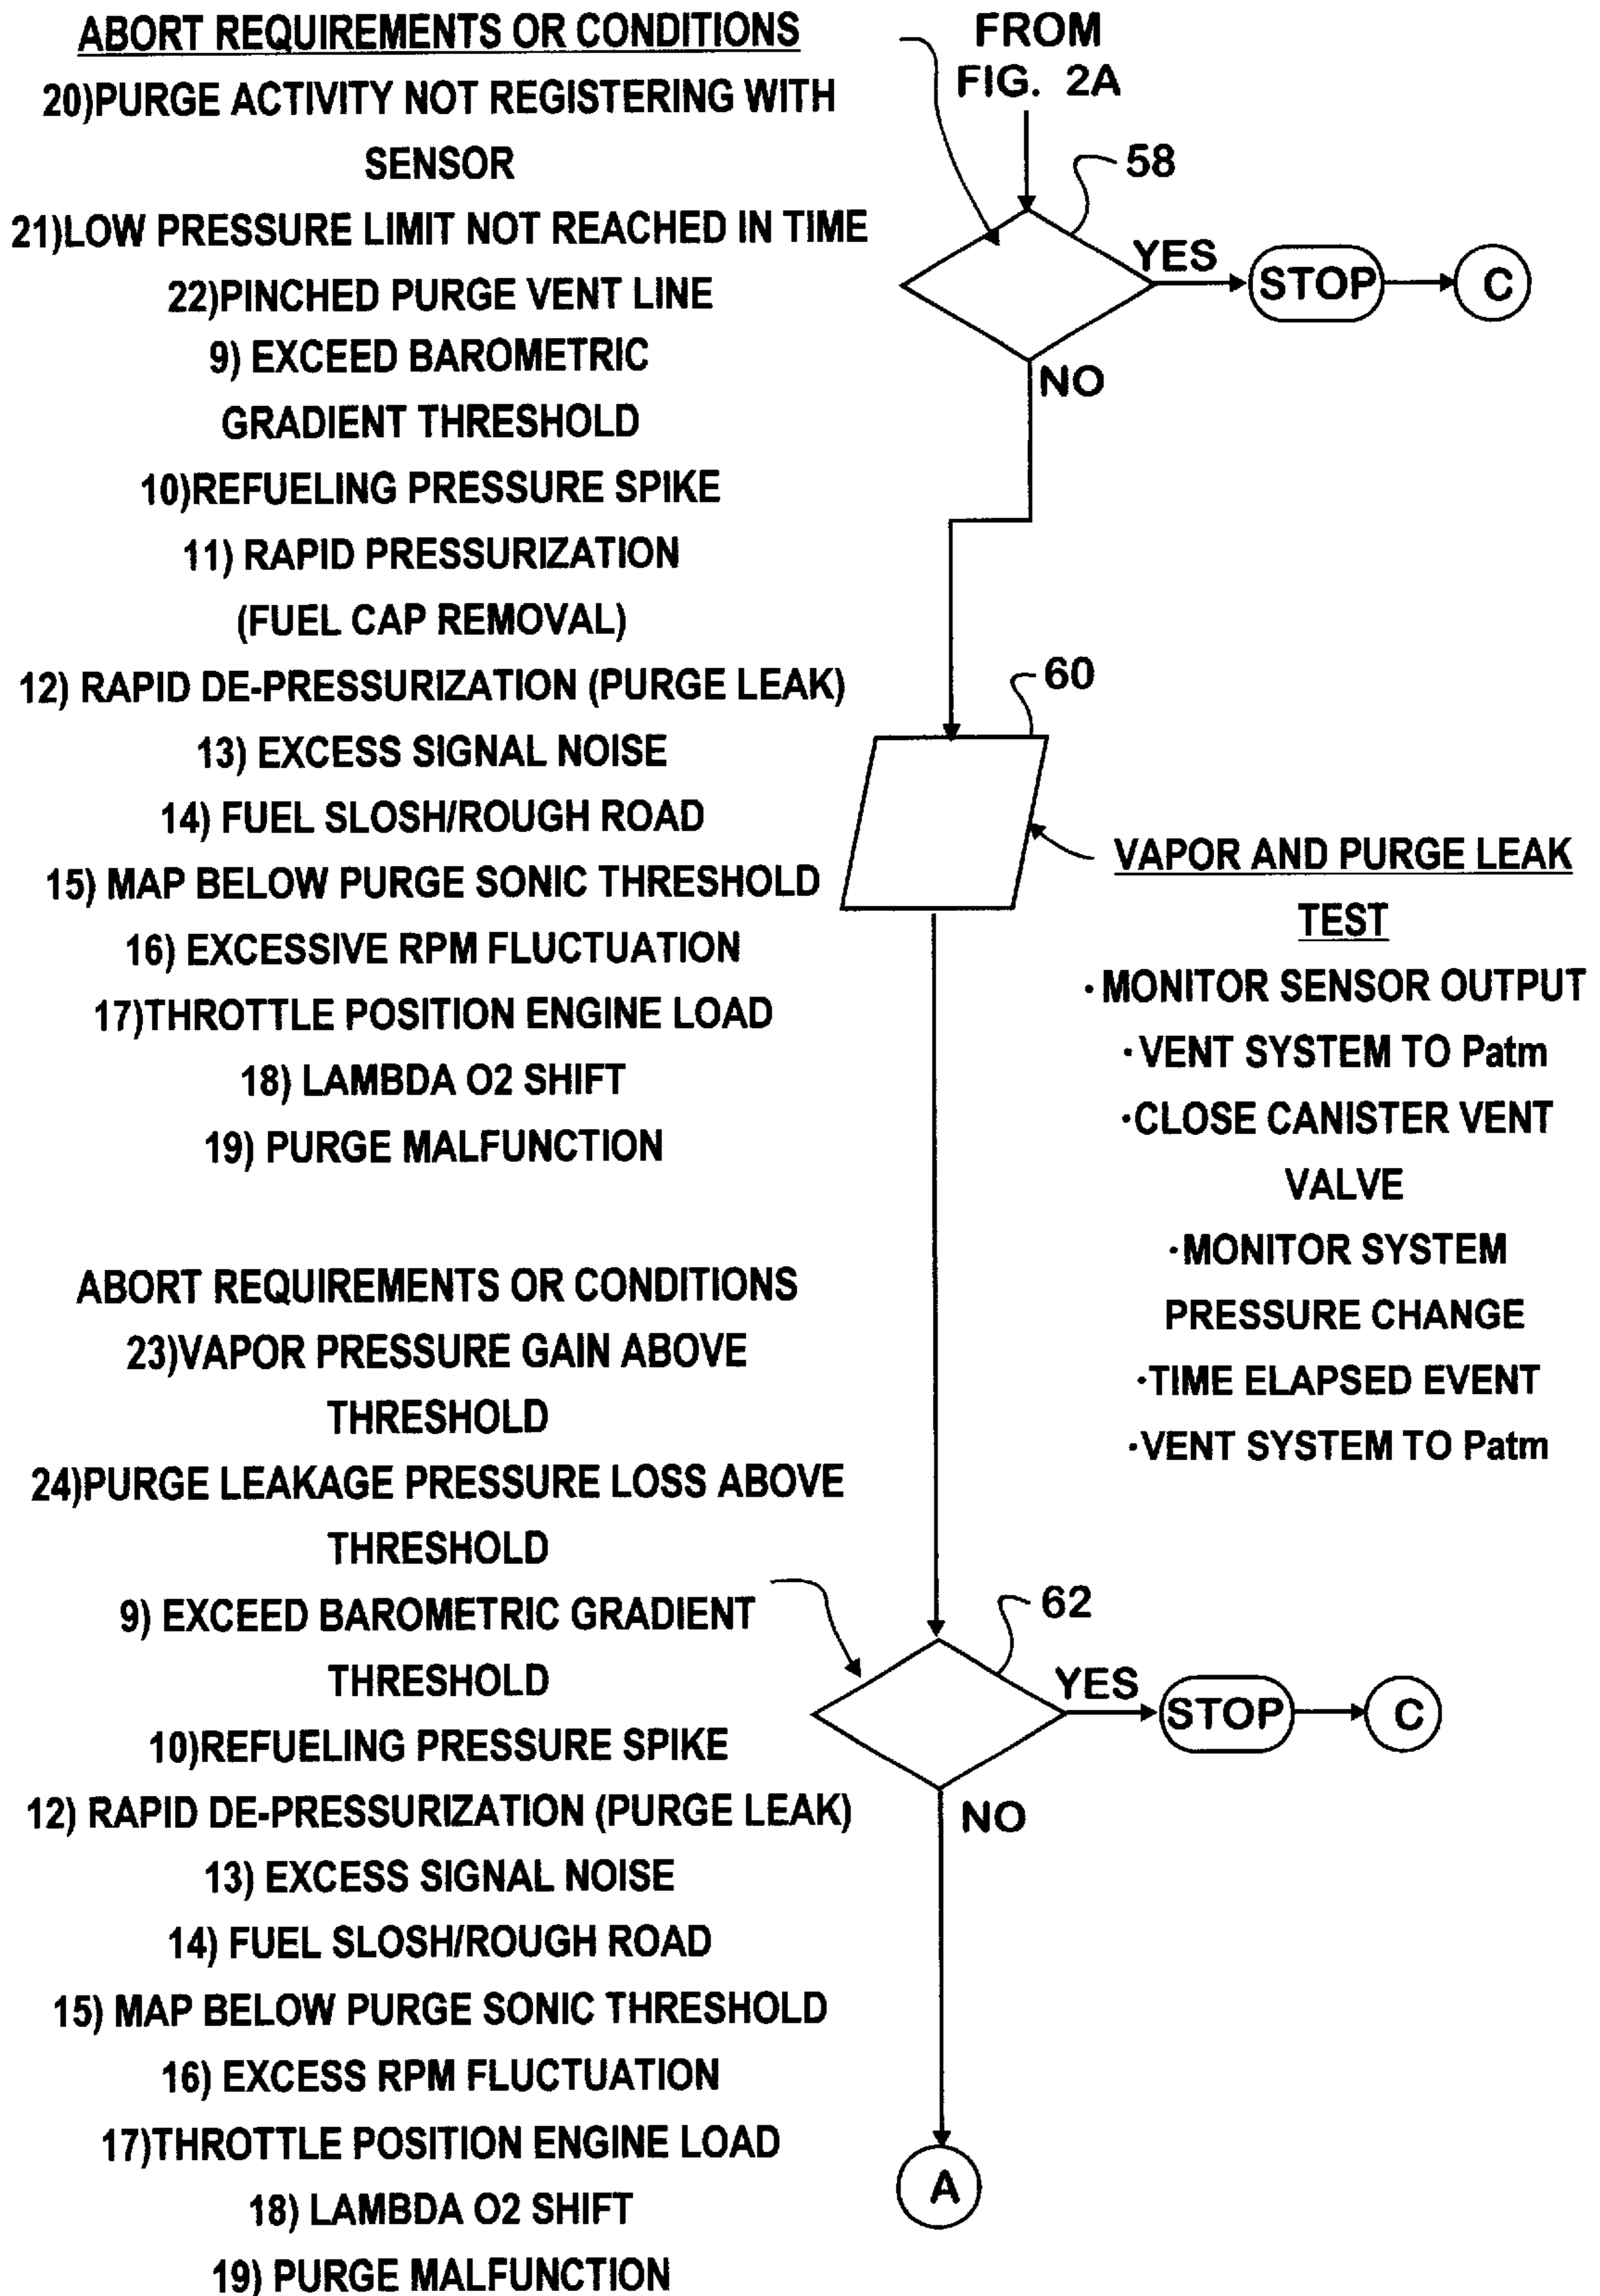 ABORT REQUIREMENTS OR CONDITIONS
20)PURGE ACTIVITY NOT REGISTERING WITH
SENSOR
21)LOW PRESSURE LIMIT NOT REACHED IN TIME
22)PINCHED PURGE VENT LINE
9) EXCEED BAROMETRIC
GRADIENT THRESHOLD
10)REFUELING PRESSURE SPIKE
11) RAPID PRESSURIZATION
(FUEL CAP REMOVAL)
12) RAPID DE-PRESSURIZATION (PURGE LEAK)
13) EXCESS SIGNAL NOISE
14) FUEL SLOSH/ROUGH ROAD
15) MAP BELOW PURGE SONIC THRESHOLD
16) EXCESSIVE RPM FLUCTUATION
17)THROTTLE POSITION ENGINE LOAD
18) LAMBDA O2 SHIFT
19) PURGE MALFUNCTION
FROM
FIG. 2A
58
YES
STOP
C
NO
60
VAPOR AND PURGE LEAK
TEST
·MONITOR SENSOR OUTPUT
·VENT SYSTEM TO Patm
·CLOSE CANISTER VENT
VALVE
·MONITOR SYSTEM
PRESSURE CHANGE
·TIME ELAPSED EVENT
·VENT SYSTEM TO Patm
ABORT REQUIREMENTS OR CONDITIONS
23)VAPOR PRESSURE GAIN ABOVE
THRESHOLD
24)PURGE LEAKAGE PRESSURE LOSS ABOVE
THRESHOLD
9) EXCEED BAROMETRIC GRADIENT
THRESHOLD
10)REFUELING PRESSURE SPIKE
12) RAPID DE-PRESSURIZATION (PURGE LEAK)
13) EXCESS SIGNAL NOISE
14) FUEL SLOSH/ROUGH ROAD
15) MAP BELOW PURGE SONIC THRESHOLD
16) EXCESS RPM FLUCTUATION
17)THROTTLE POSITION ENGINE LOAD
18) LAMBDA O2 SHIFT
19) PURGE MALFUNCTION
62
YES
STOP
C
NO
A